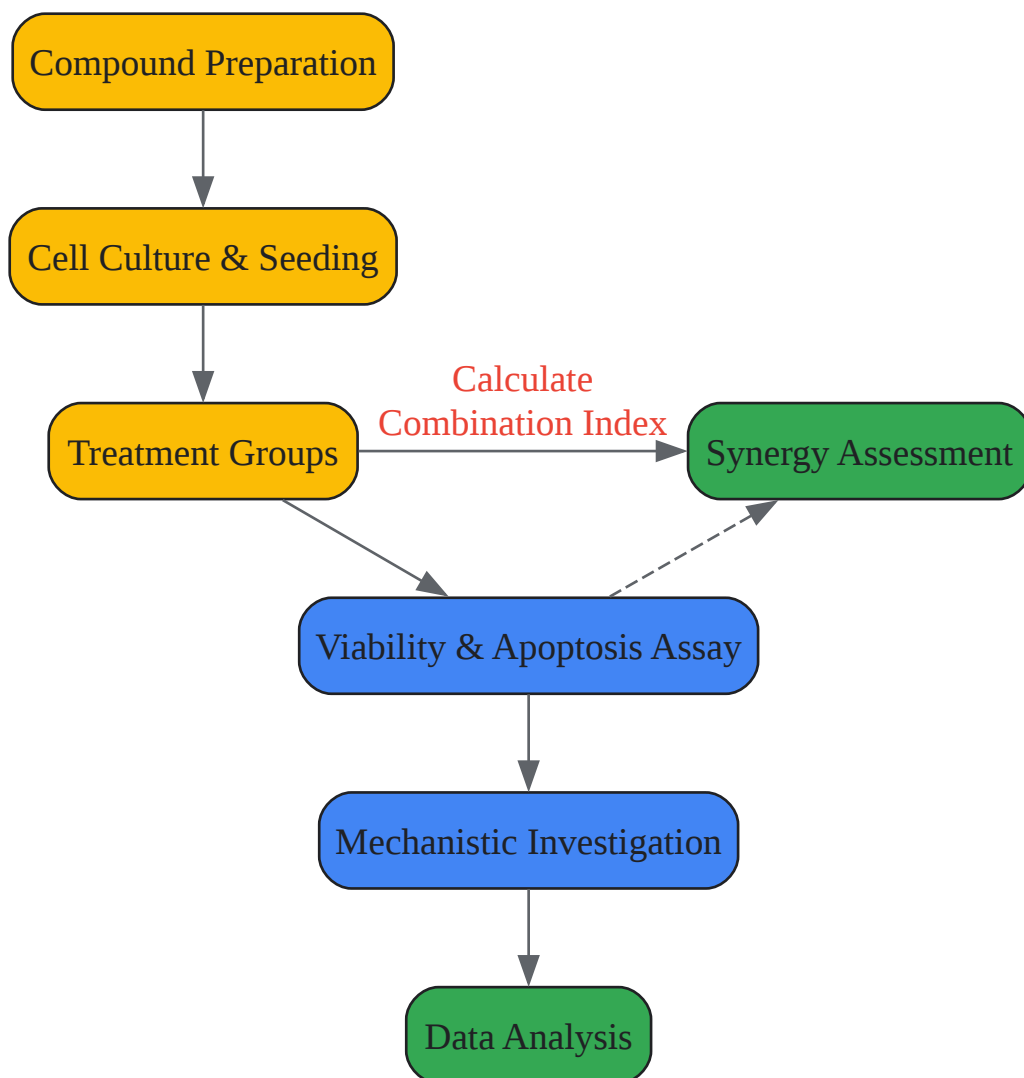 Compound Preparation
Cell Culture & Seeding
Calculate
Combination Index
Treatment Groups
Synergy Assessment
Viability & Apoptosis Assay
Mechanistic Investigation
Data Analysis